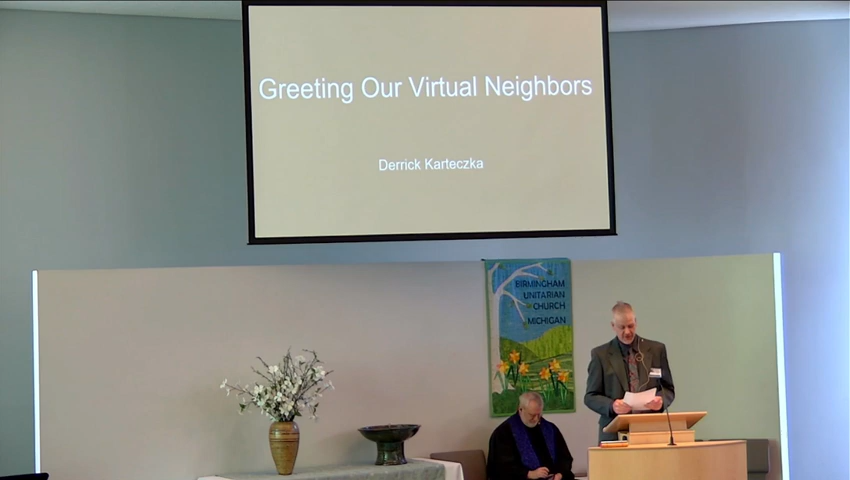 Greeting Our Virtual Neighbors
Derrick Karteczka
BIRMINGHAM
UNITARIAN
CHURCH
MICHIGAN